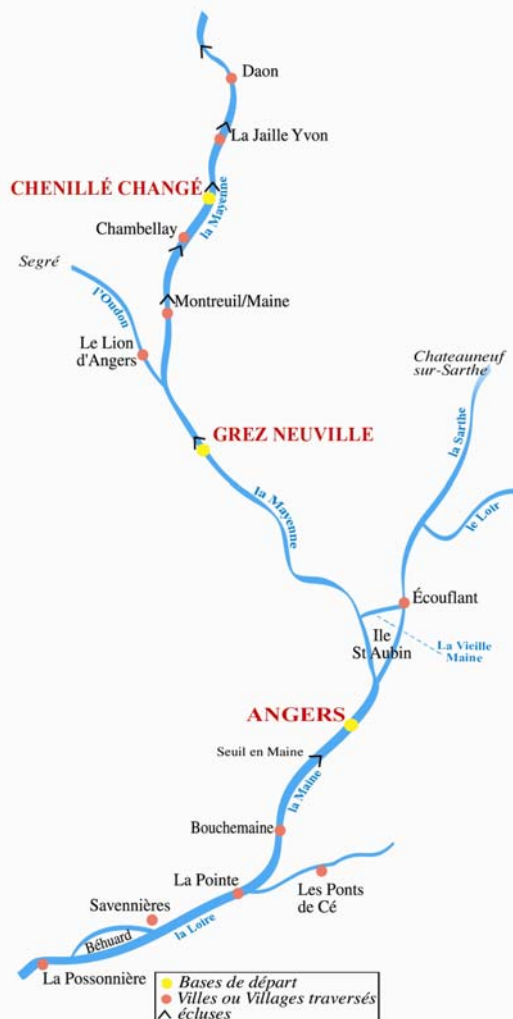 Daon
La Jaille Yvon
CHENILLÉ CHANGÉ
la Mayenne
Chambellay
Segré
l'Oudon
Montreuil/Maine
Le Lion
d'Angers
Chateauneuf
sur-Sarthe
GREZ NEUVILLE
la Sarthe
la Mayenne
le Loir
Écouflant
Ile
St Aubin
La Vieille
Maine
ANGERS
Seuil en Maine
la Maine
Bouchemaine
La Pointe
Les Ponts
de Cé
Savennières
la Loire
Béhuard
La Possonnière
Bases de départ
Villes ou Villages traversés
écluses